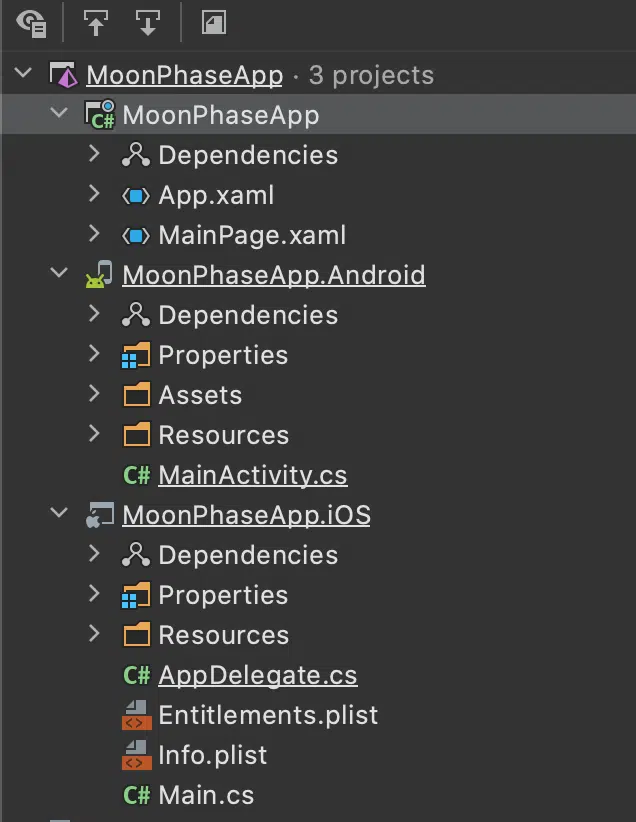 MoonPhaseApp · 3 projects
C# MoonPhaseApp
Dependencies
App.xaml
MainPage.xaml
MoonPhaseApp.Android
Dependencies
Properties
Assets
Resources
C# MainActivity.cs
MoonPhaseApp.iOS
Dependencies
Properties
Resources
C# AppDelegate.cs
Entitlements.plist
Info.plist
C# Main.cs